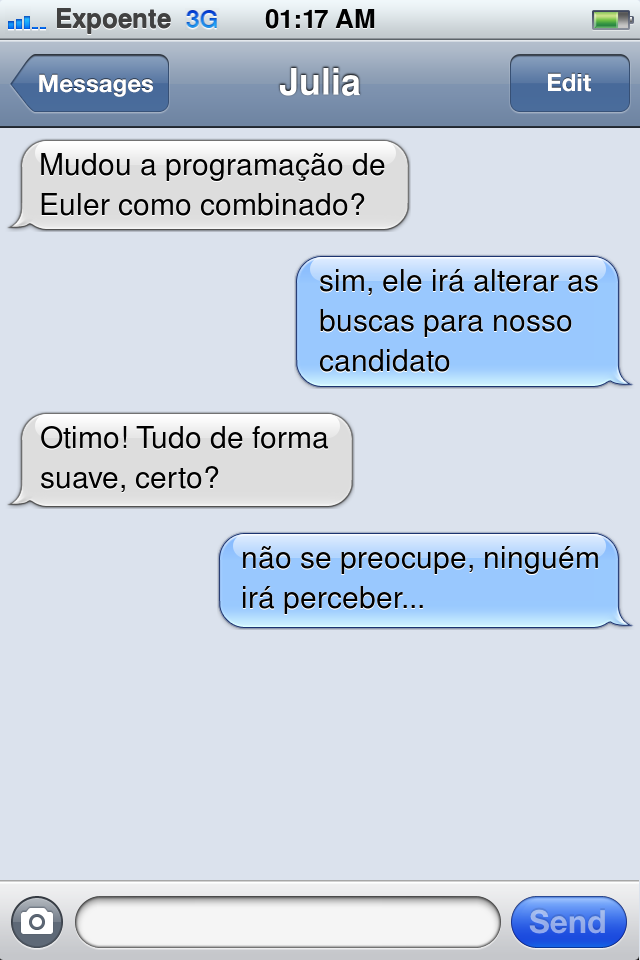 Expoente 3G 01:17 AM
Messages Julia Edit
Mudou a programação de
Euler como combinado?
sim, ele irá alterar as
buscas para nosso
candidato
Otimo! Tudo de forma
suave, certo?
não se preocupe, ninguém
irá perceber...
Send